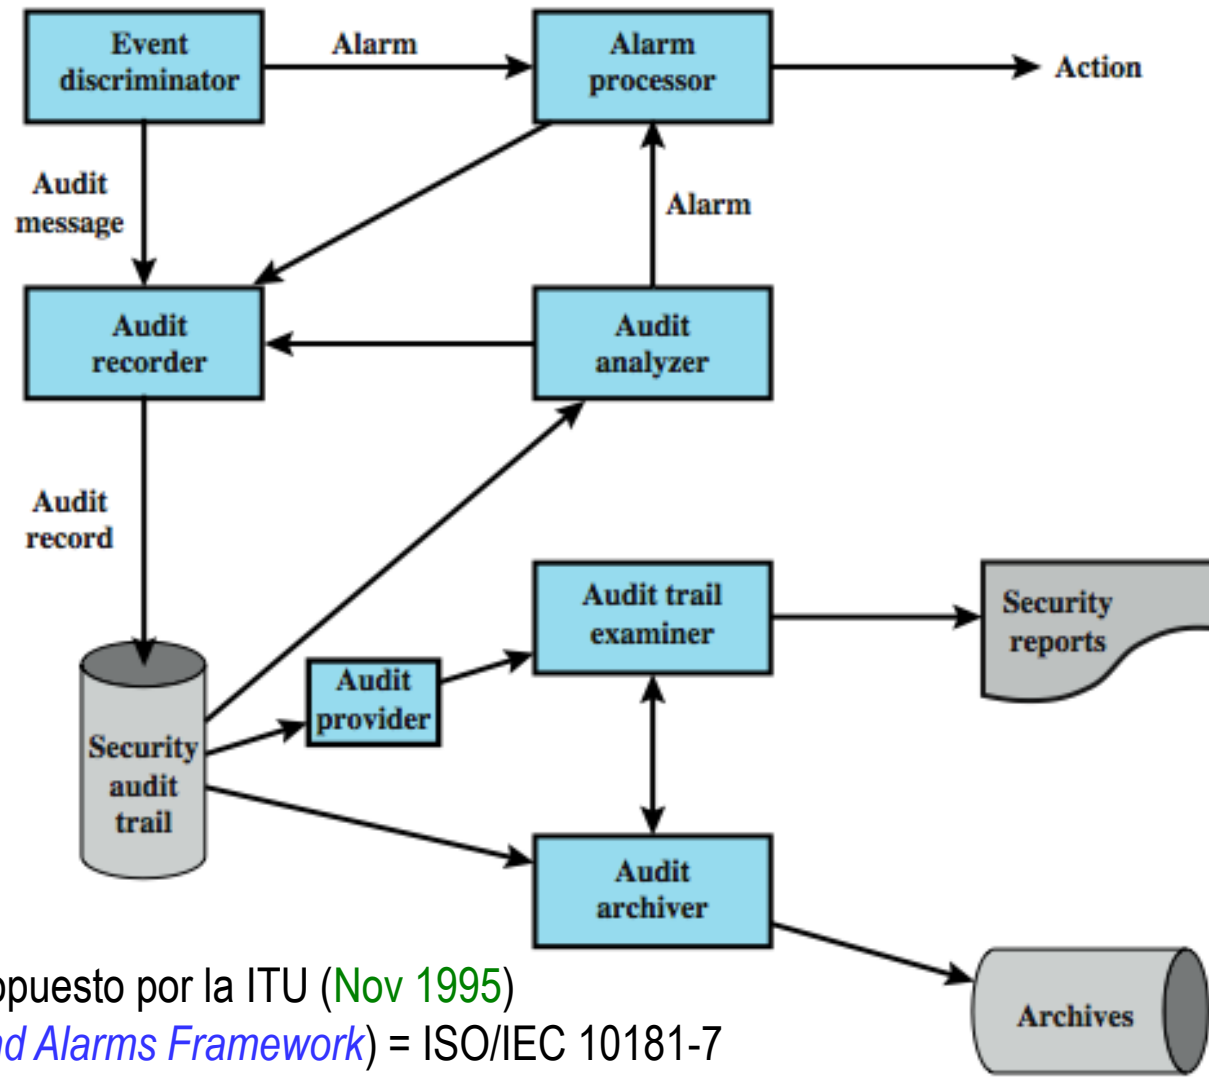 Event
discriminator
Alarm
Alarm
processor
Action
Audit
message
Alarm
Audit
recorder
Audit
analyzer
Audit
record
Audit trail
examiner
Security
reports
Audit
provider
Security
audit
trail
Audit
archiver
Archives
opuesto por la ITU (Nov 1995)
nd Alarms Framework) = ISO/IEC 10181-7